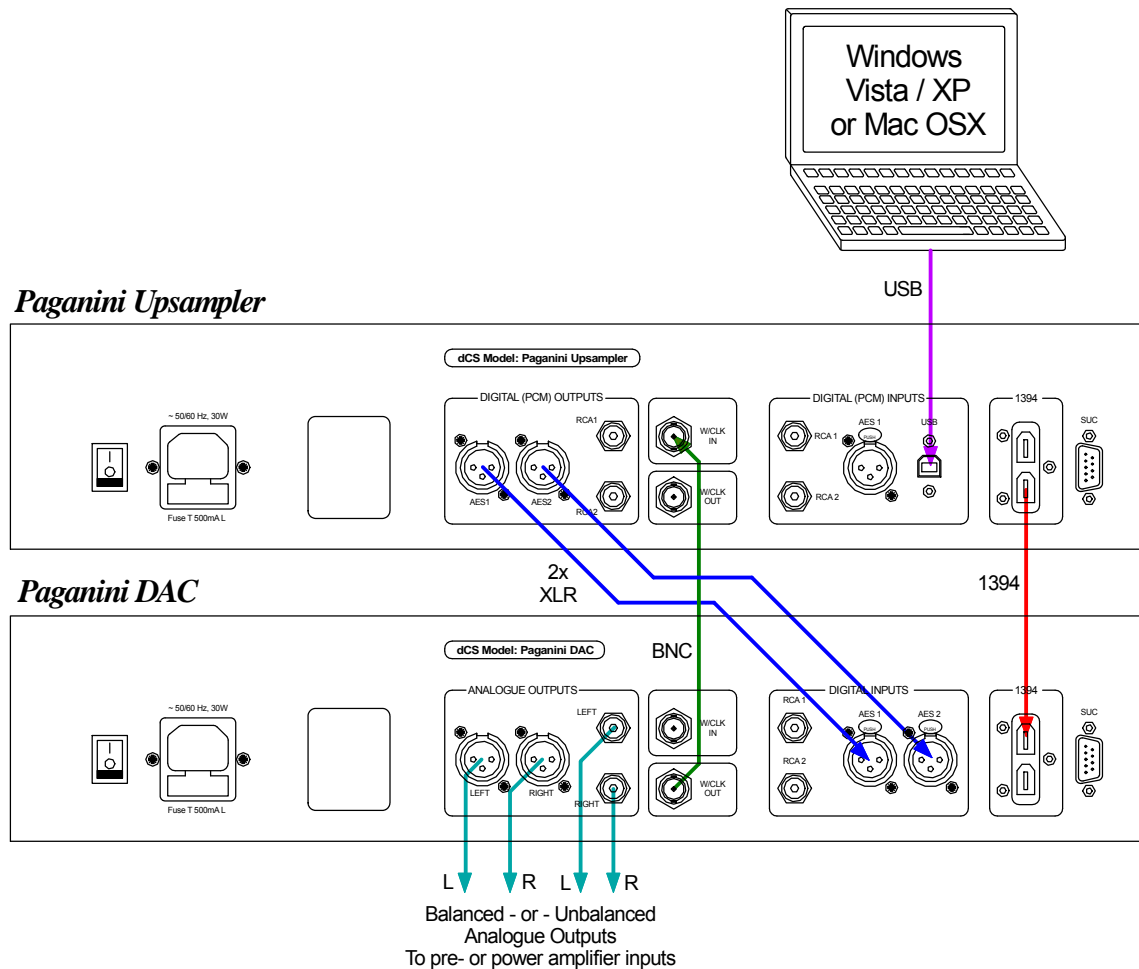 Windows
Vista / XP
or Mac OSX
USB
Paganini Upsampler
dCS Model: Paganini Upsampler
~ 50/60 Hz, 30W
Fuse T 500mA L
DIGITAL (PCM) OUTPUTS
RCA1
AES1
AES2
RCA2
W/CLK
IN
W/CLK
OUT
DIGITAL (PCM) INPUTS
RCA 1
AES 1
PUSH
USB
RCA 2
1394
SUC
2x
XLR
1394
Paganini DAC
dCS Model: Paganini DAC
BNC
~ 50/60 Hz, 30W
Fuse T 500mA L
ANALOGUE OUTPUTS
LEFT
LEFT
RIGHT
RIGHT
W/CLK
IN
W/CLK
OUT
DIGITAL INPUTS
RCA 1
AES 1
PUSH
AES 2
PUSH
RCA 2
1394
SUC
L R L R
Balanced - or - Unbalanced
Analogue Outputs
To pre- or power amplifier inputs